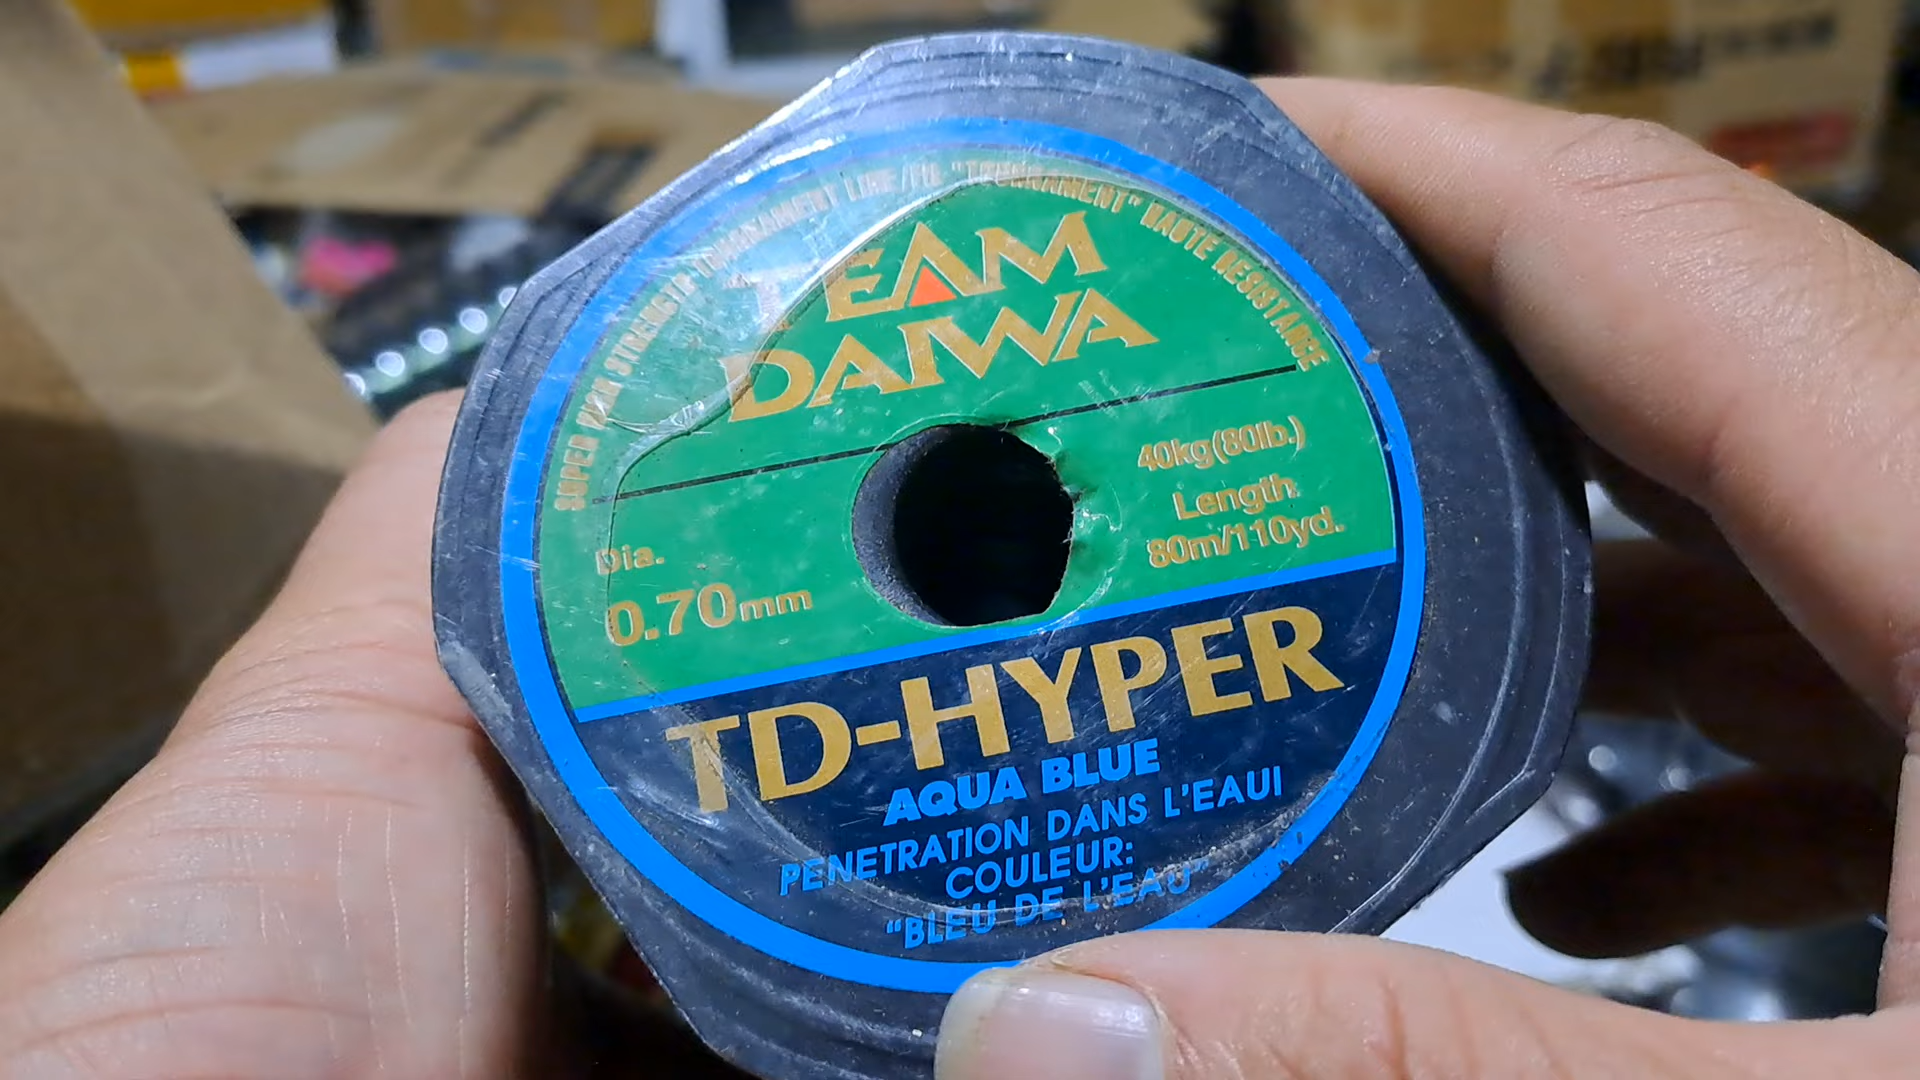 SUPER HIGH STRENGTH TOURNAMENT LINE/FIL "TOURNAMENT" HAUTE RESISTANCE
TEAM
DAIWA
40kg(80lb.)
Length:
80m/110yd.
Dia.
0.70mm
TD-HYPER
AQUA BLUE
PENETRATION DANS L'EAUI
COULEUR:
"BLEU DE L'EAU"